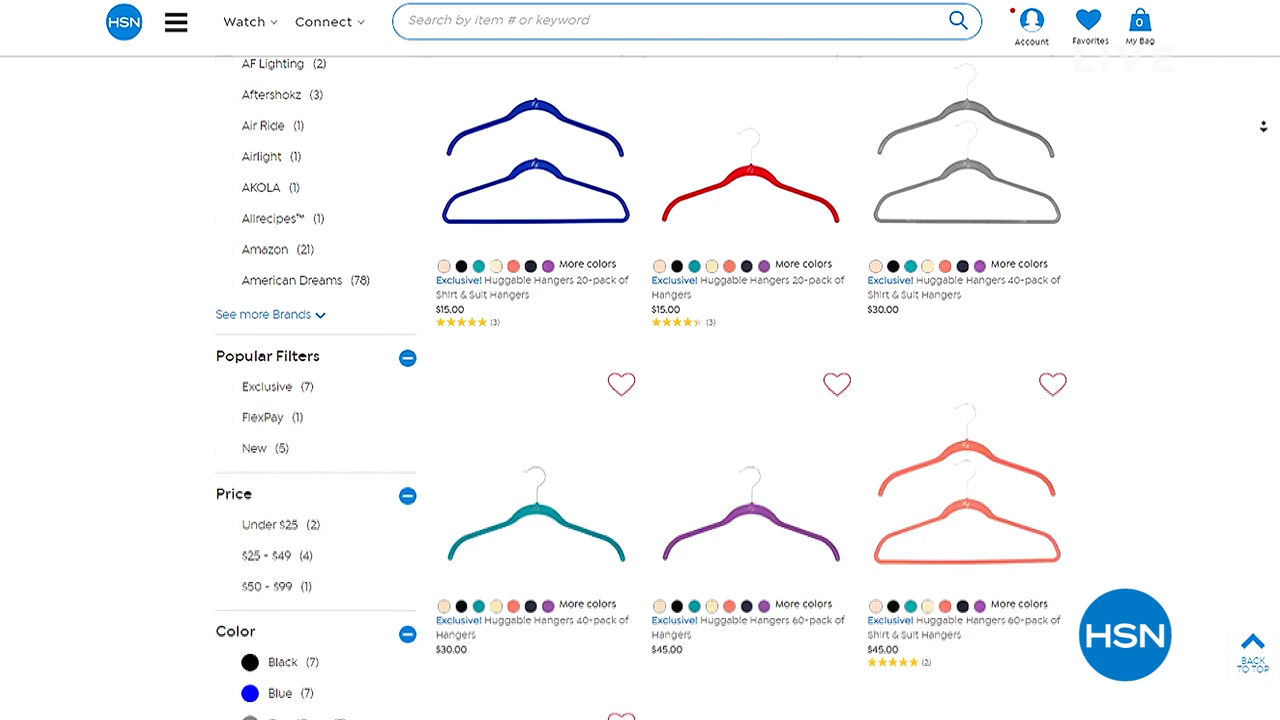 HSN
Watch
Connect
Search by item # or keyword
Account
Favorites
0
My Bag
LIVE
AF Lighting (2)
Aftershokz (3)
Air Ride (1)
Airlight (1)
AKOLA (1)
Allrecipes™ (1)
Amazon (21)
American Dreams (78)
See more Brands
Popular Filters
Exclusive (7)
FlexPay (1)
New (5)
Price
Under $25 (2)
$25 - $49 (4)
$50 - $99 (1)
Color
Black (7)
Blue (7)
More colors
Exclusive! Huggable Hangers 20-pack of
Shirt & Suit Hangers
$15.00
(3)
More colors
Exclusive! Huggable Hangers 20-pack of
Hangers
$15.00
(3)
More colors
Exclusive! Huggable Hangers 40-pack of
Shirt & Suit Hangers
$30.00
More colors
Exclusive! Huggable Hangers 40-pack of
Hangers
$30.00
More colors
Exclusive! Huggable Hangers 60-pack of
Hangers
$45.00
More colors
Exclusive! Huggable Hangers 60-pack of
Shirt & Suit Hangers
$45.00
(2)
HSN
BACK
TO TOP